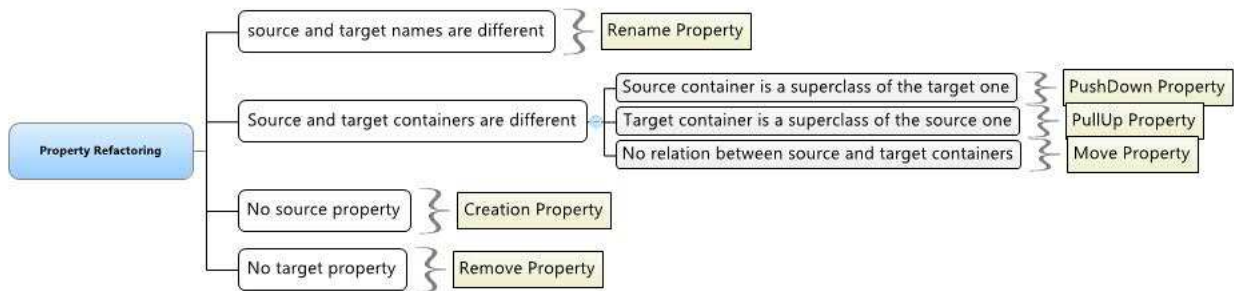 source and target names are different
Rename Property
Source container is a superclass of the target one
PushDown Property
Source and target containers are different
Target container is a superclass of the source one
PullUp Property
Property Refactoring
No relation between source and target containers
Move Property
No source property
Creation Property
No target property
Remove Property